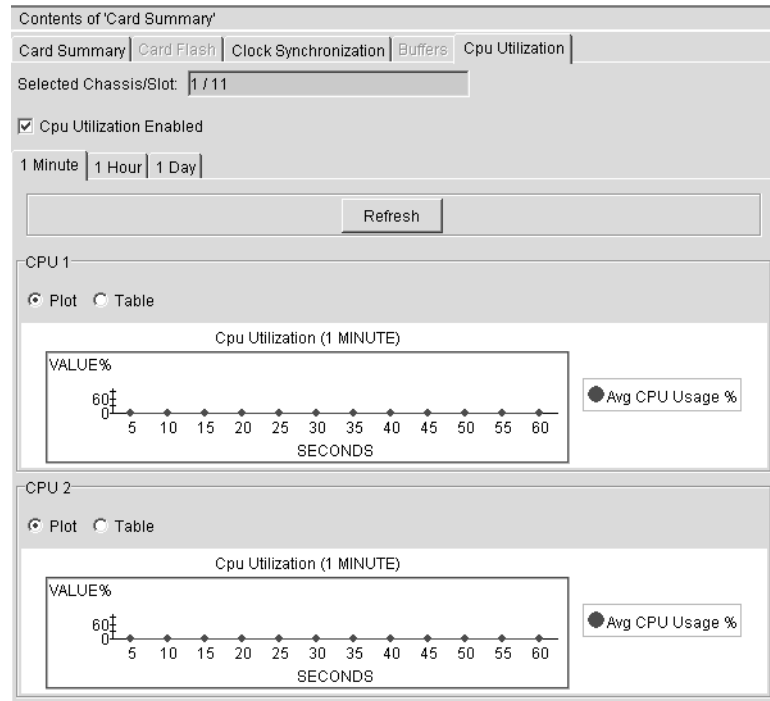 Contents of 'Card Summary'
Card Summary Card Flash Clock Synchronization Buffers Cpu Utilization
Selected Chassis/Slot: 1 / 11
Cpu Utilization Enabled
1 Minute 1 Hour 1 Day
Refresh
CPU 1
Plot Table
Cpu Utilization (1 MINUTE)
VALUE%
60
0
5 10 15 20 25 30 35 40 45 50 55 60
SECONDS
Avg CPU Usage %
CPU 2
Plot Table
Cpu Utilization (1 MINUTE)
VALUE%
60
0
5 10 15 20 25 30 35 40 45 50 55 60
SECONDS
Avg CPU Usage %